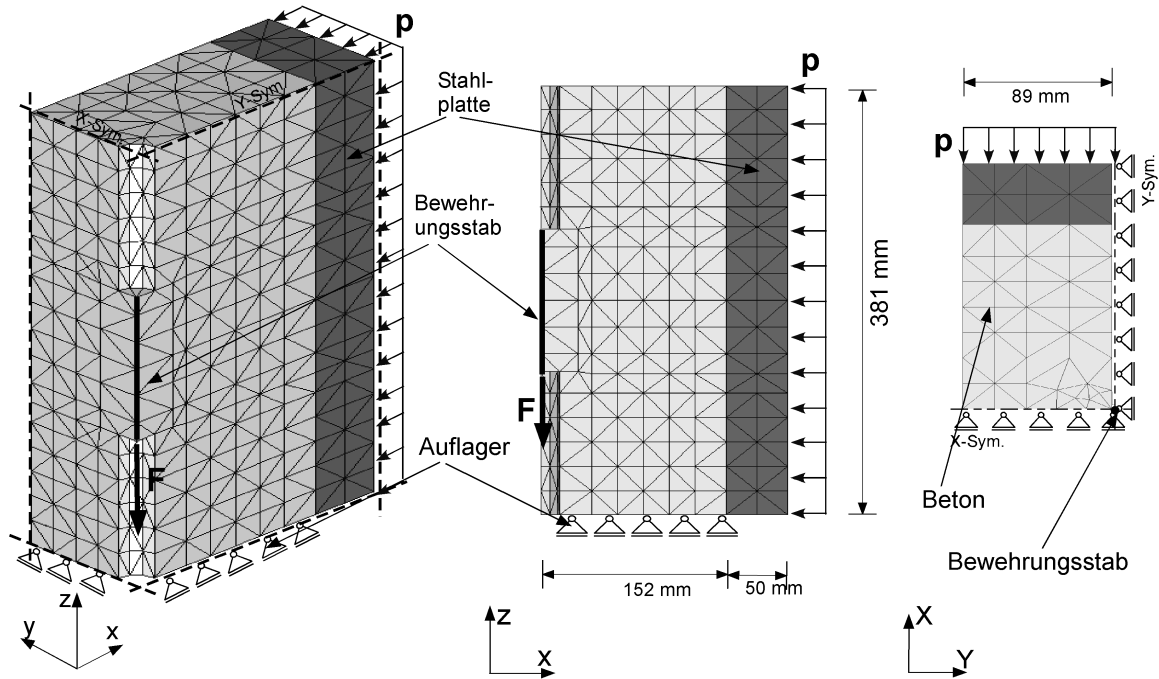 p
Y-Sym.
X-Sym.
Stahl-
platte
Bewehr-
ungsstab
F
Auflager
z
y
x
p
381 mm
F
152 mm
50 mm
z
x
89 mm
p
Y-Sym.
X-Sym.
Beton
Bewehrungsstab
X
Y